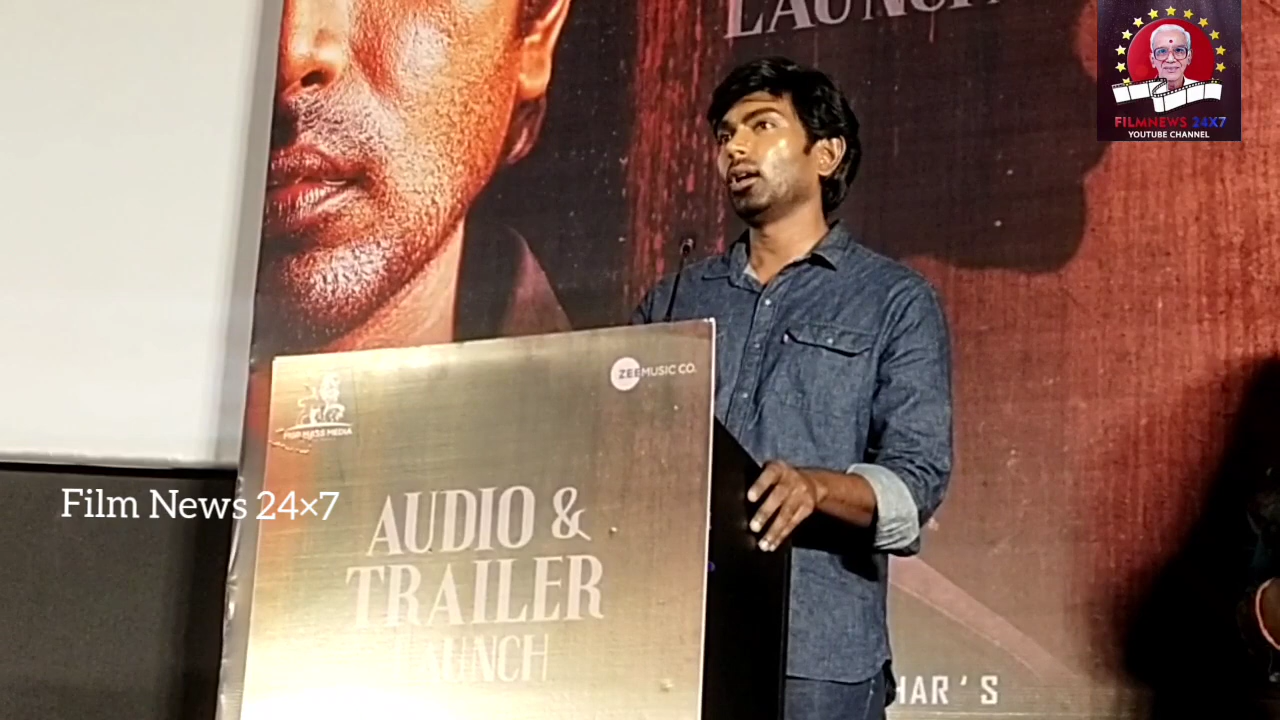 LAUNCH
FILMNEWS 24X7
YOUTUBE CHANNEL
ZEE MUSIC CO.
Film News 24×7
AUDIO &
TRAILER
LAUNCH
HAR'S